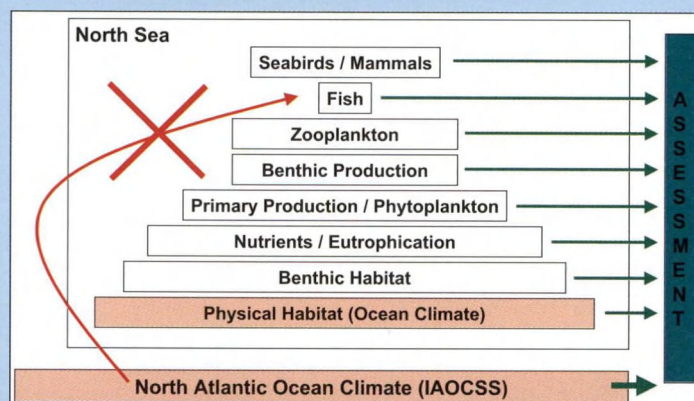 North Sea
Seabirds / Mammals
Fish
Zooplankton
Benthic Production
Primary Production / Phytoplankton
Nutrients / Eutrophication
Benthic Habitat
Physical Habitat (Ocean Climate)
North Atlantic Ocean Climate (IAOCSS)
ASSESSMENT